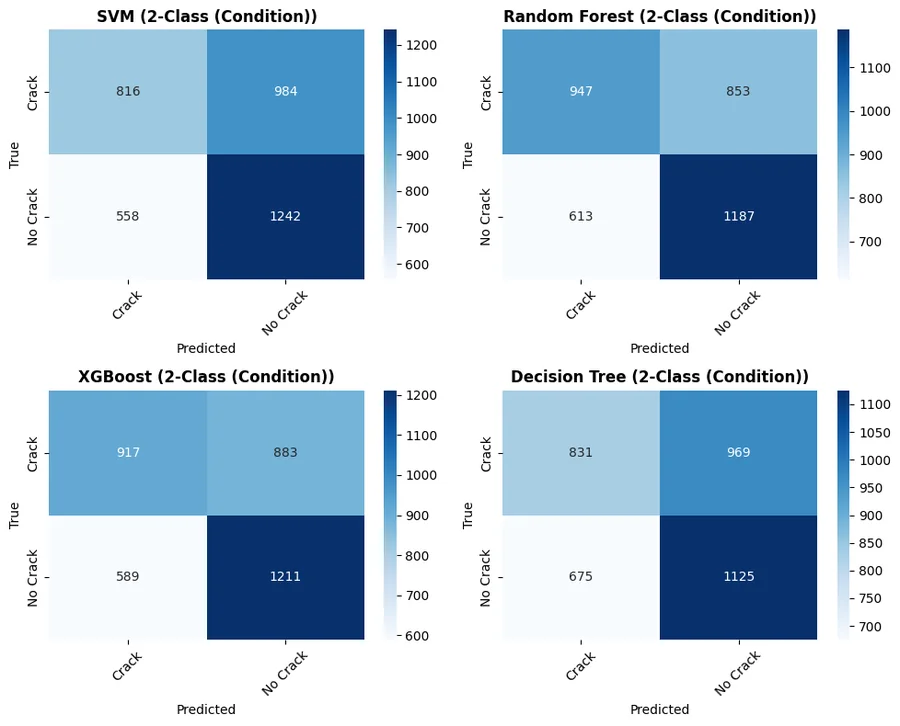 SVM (2-Class (Condition))
Crack
816
984
No Crack
558
1242
True
Crack
No Crack
Predicted
1200
1100
1000
900
800
700
600
Random Forest (2-Class (Condition))
Crack
947
853
No Crack
613
1187
True
Crack
No Crack
Predicted
1100
1000
900
800
700
XGBoost (2-Class (Condition))
Crack
917
883
No Crack
589
1211
True
Crack
No Crack
Predicted
1200
1100
1000
900
800
700
600
Decision Tree (2-Class (Condition))
Crack
831
969
No Crack
675
1125
True
Crack
No Crack
Predicted
1100
1050
1000
950
900
850
800
750
700